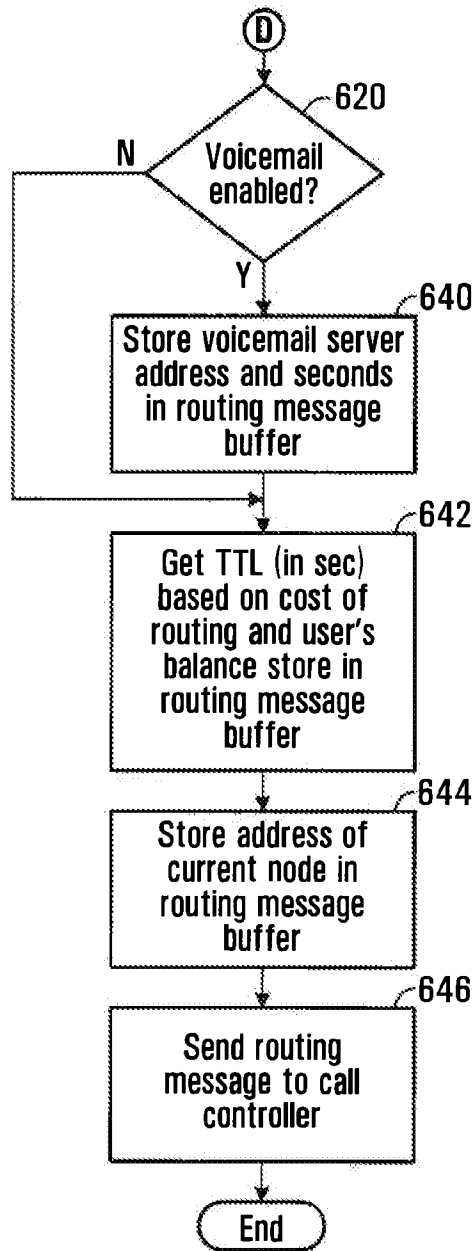 D
620
Voicemail
enabled?
N
Y
640
Store voicemail server
address and seconds
in routing message
buffer
642
Get TTL (in sec)
based on cost of
routing and user's
balance store in
routing message
buffer
644
Store address of
current node in
routing message
buffer
646
Send routing
message to call
controller
End